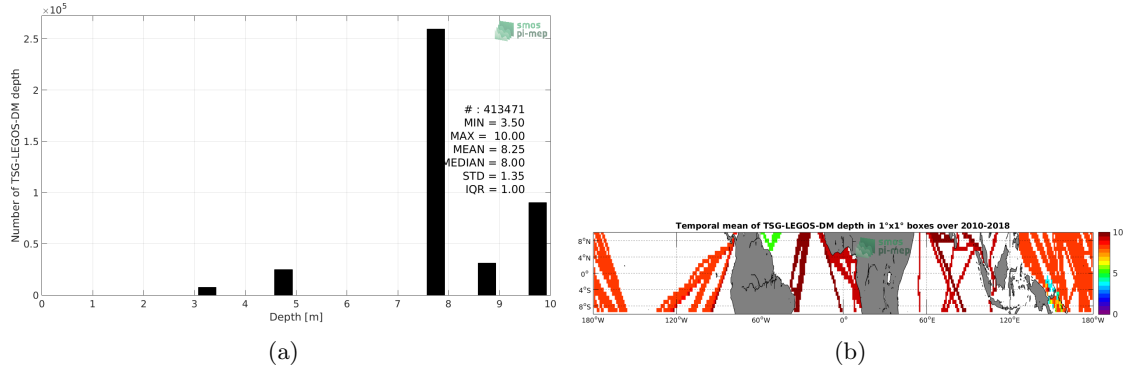 ×10⁵
smos
pi-mep
Number of TSG-LEGOS-DM depth
2.5
2
1.5
1
0.5
0
# : 413471
MIN = 3.50
MAX = 10.00
MEAN = 8.25
MEDIAN = 8.00
STD = 1.35
IQR = 1.00
0 1 2 3 4 5 6 7 8 9 10
Depth [m]
(a)
Temporal mean of TSG-LEGOS-DM depth in 1°x1° boxes over 2010-2018
smos
pi-mep
8°N
4°N
0°
4°S
8°S
180°W 120°W 60°W 0° 60°E 120°E 180°W
10
5
0
(b)